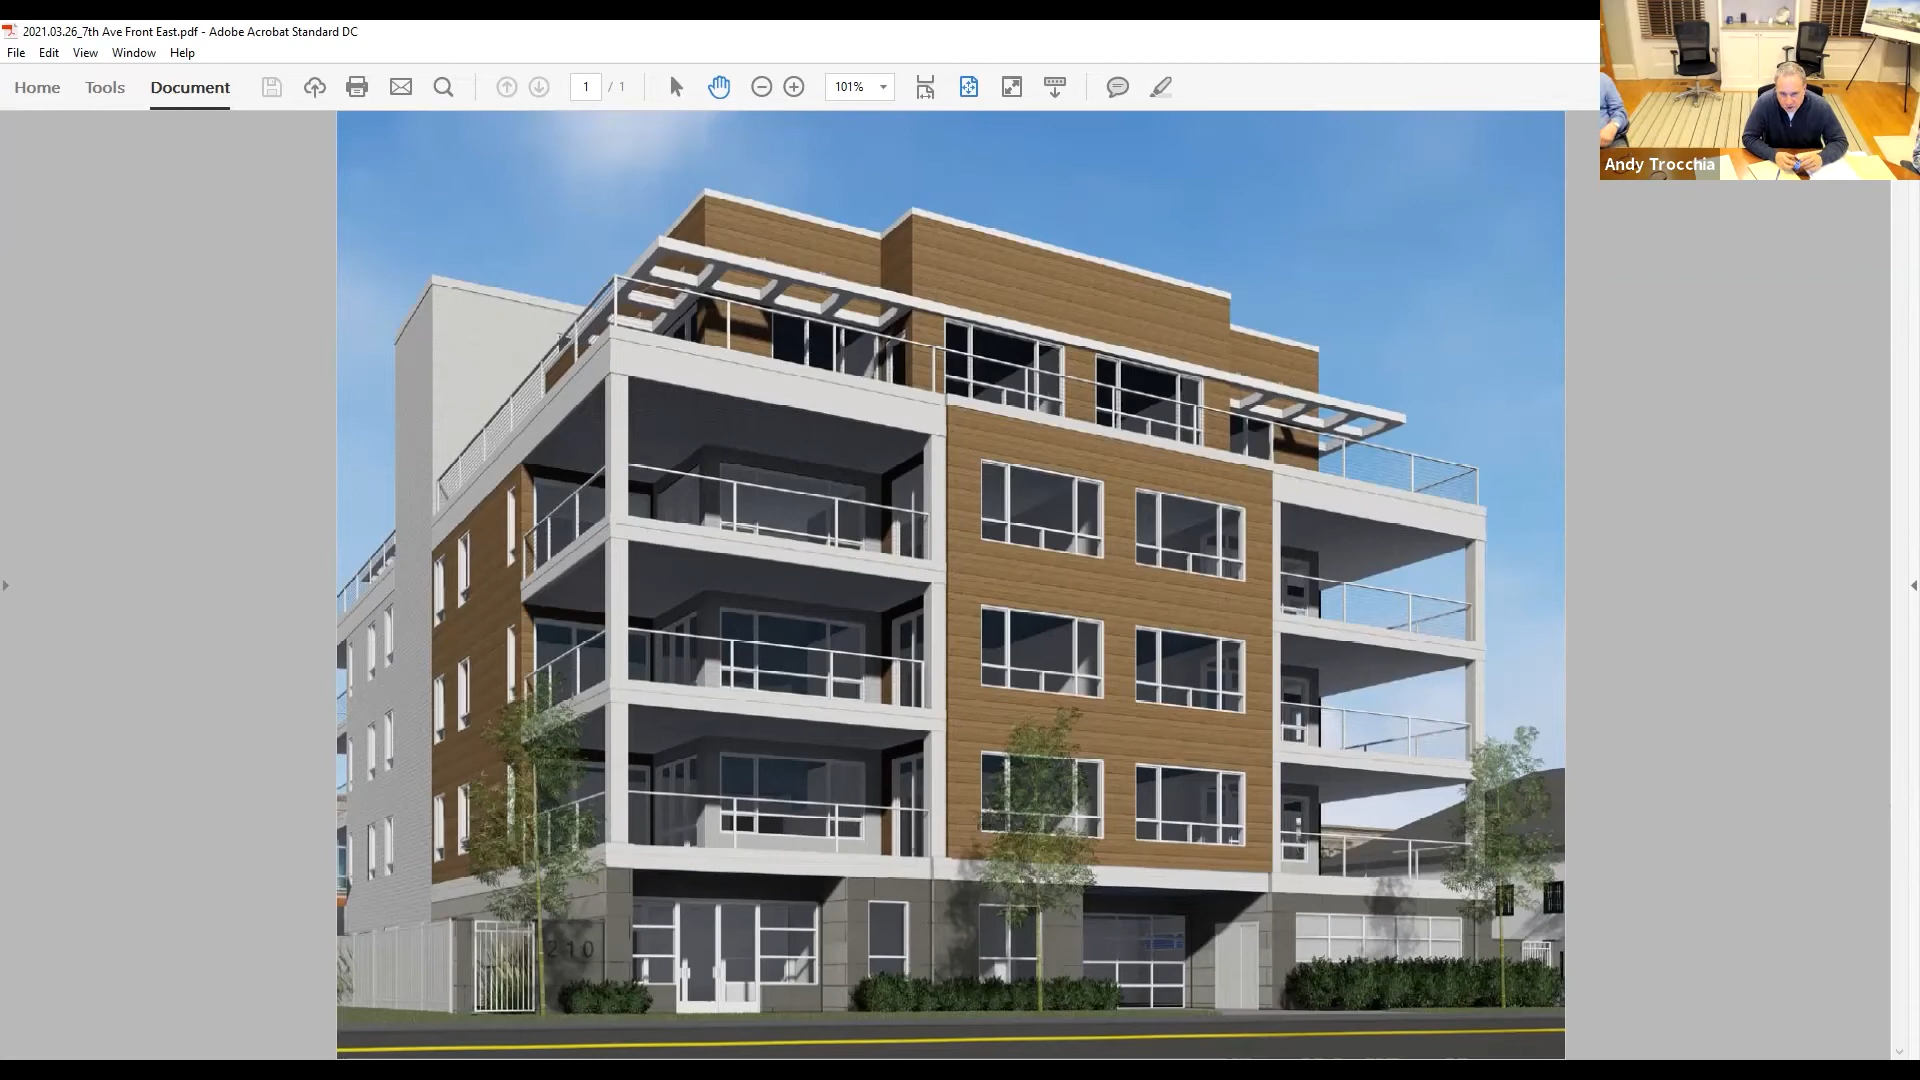 2021.03.26_7th Ave Front East.pdf - Adobe Acrobat Standard DC
File Edit View Window Help
Home Tools Document 1 / 1 101%
Andy Trocchia
210